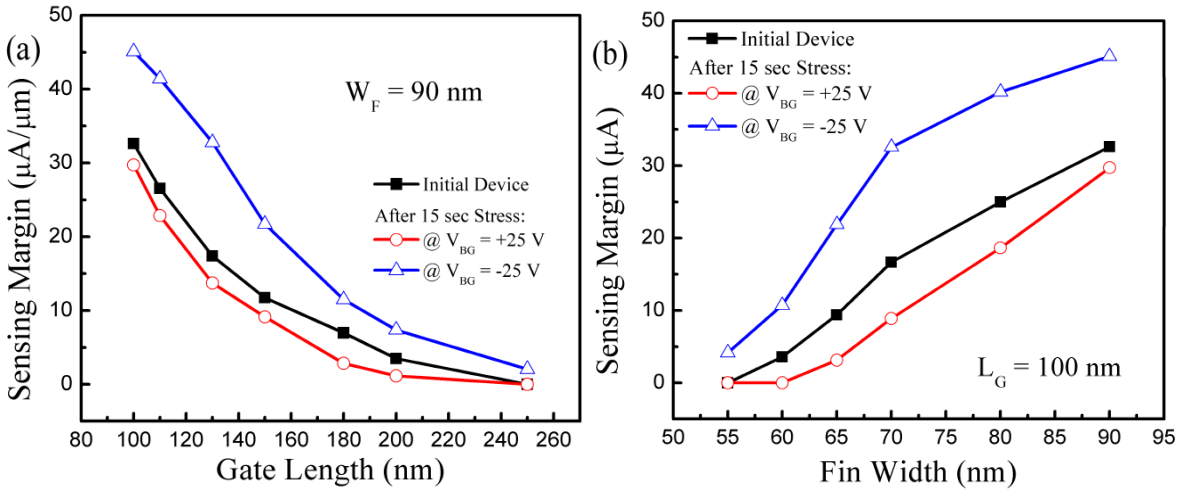 (a)
Sensing Margin (μA/μm)
50
40
30
20
10
0
W_F = 90 nm
Initial Device
After 15 sec Stress:
@ V_BG = +25 V
@ V_BG = -25 V
80 100 120 140 160 180 200 220 240 260
Gate Length (nm)
(b)
Sensing Margin (μA)
50
40
30
20
10
0
Initial Device
After 15 sec Stress:
@ V_BG = +25 V
@ V_BG = -25 V
L_G = 100 nm
50 55 60 65 70 75 80 85 90 95
Fin Width (nm)